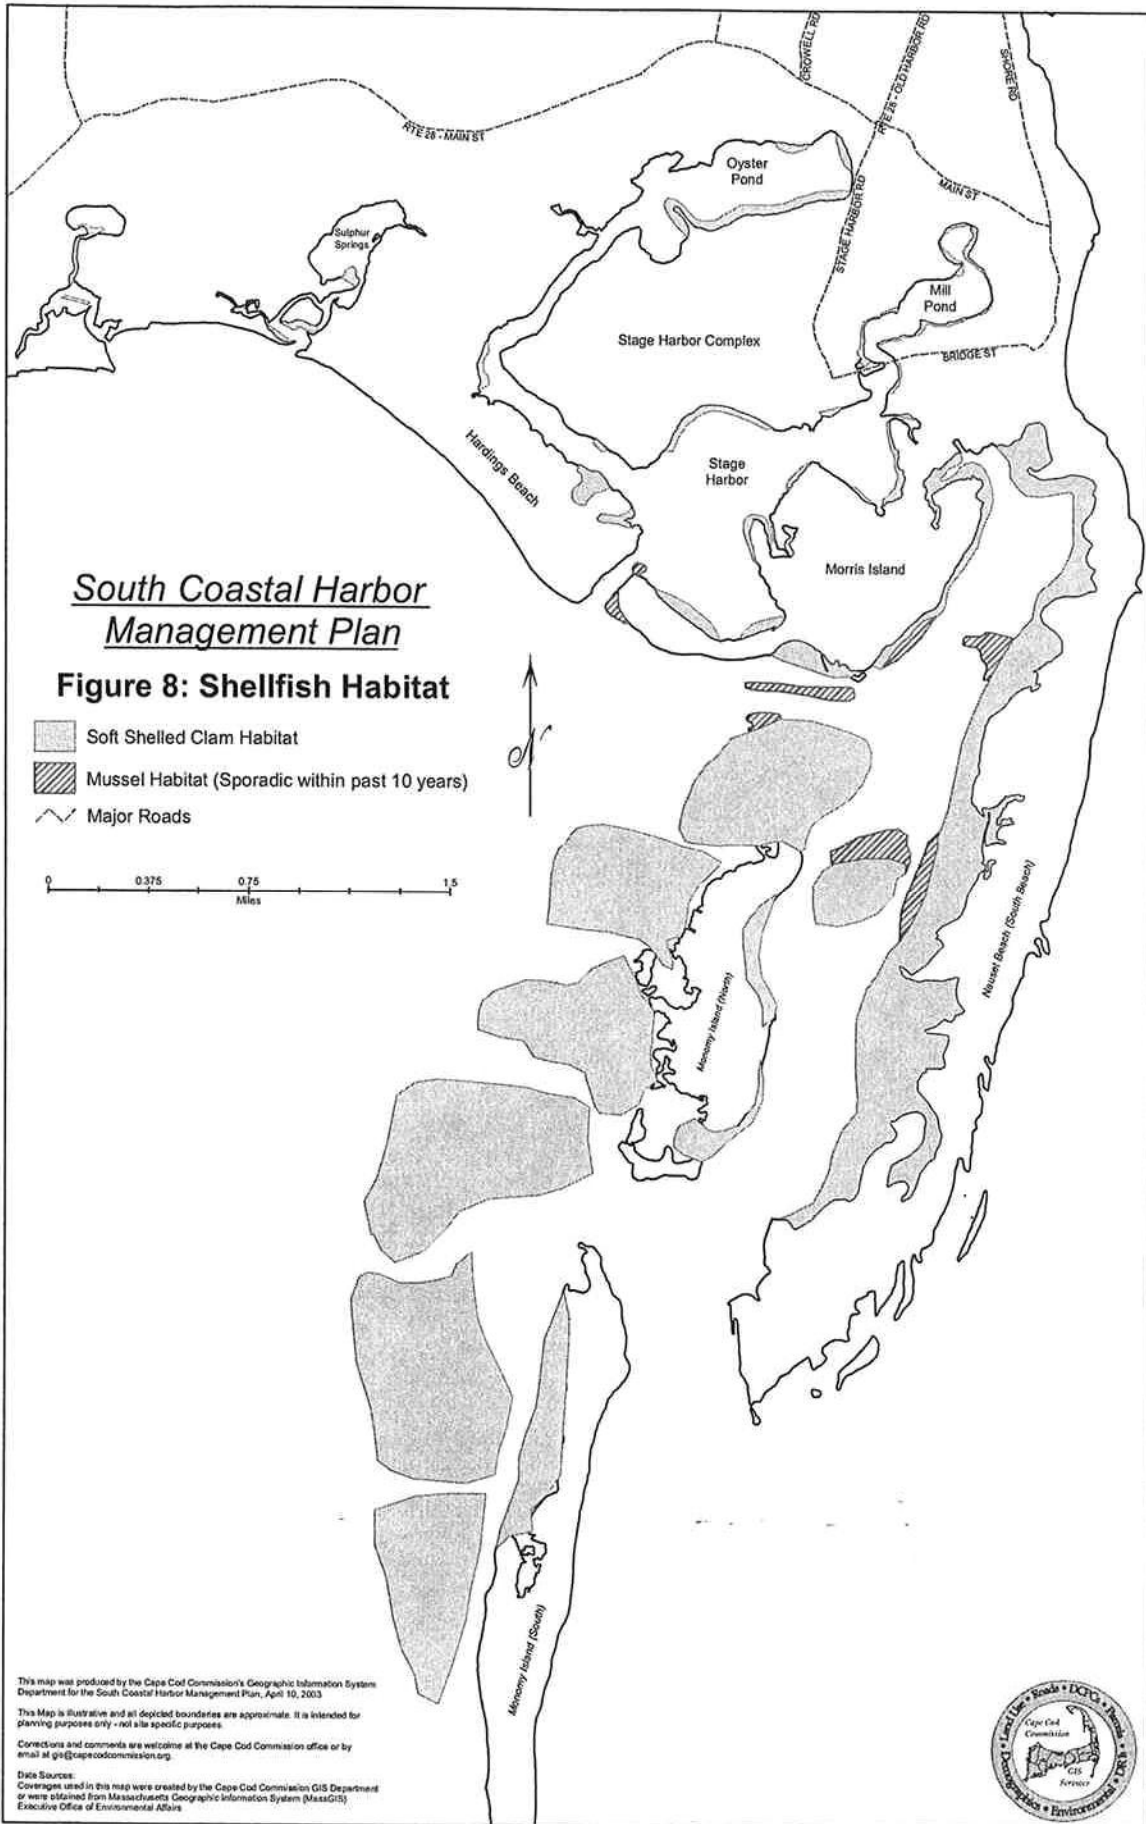 CROWELL RD
RTE 28 - OLD HARBOR RD
SHORE RD
RTE 28 - MAIN ST
Oyster
Pond
MAIN ST
STAGE HARBOR RD
Sulphur
Springs
Mill
Pond
Stage Harbor Complex
BRIDGE ST
Hardings Beach
Stage
Harbor
Morris Island
South Coastal Harbor
Management Plan
Figure 8: Shellfish Habitat
Soft Shelled Clam Habitat
Mussel Habitat (Sporadic within past 10 years)
Major Roads
N
0 0.375 0.75 1.5
Miles
Nauset Beach (South Beach)
Monomy Island (North)
Monomy Island (South)
This map was produced by the Cape Cod Commission's Geographic Information System
Department for the South Coastal Harbor Management Plan, April 10, 2003
This Map is illustrative and all depicted boundaries are approximate. It is intended for
planning purposes only - not site specific purposes.
Corrections and comments are welcome at the Cape Cod Commission office or by
email at gis@capecodcommission.org.
Data Sources:
Coverages used in this map were created by the Cape Cod Commission GIS Department
or were obtained from Massachusetts Geographic Information System (MassGIS)
Executive Office of Environmental Affairs
Demographics • Land Use • Roads • DCPCs • Parcels • DRI's • Environmental •
Cape Cod
Commission
GIS
Services